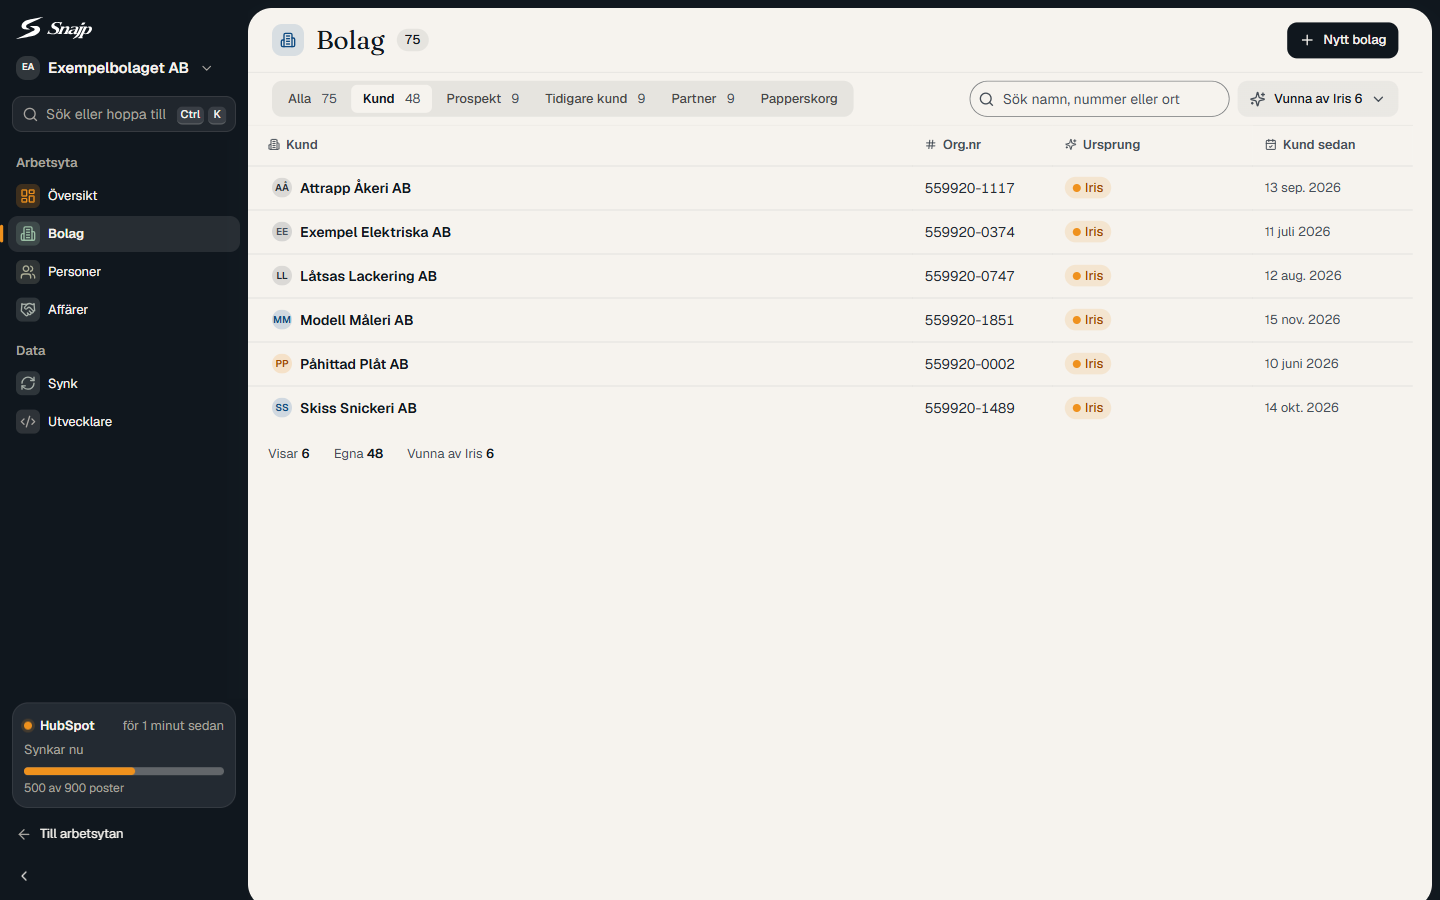 Snajp
EA Exempelbolaget AB
Sök eller hoppa till Ctrl K
Arbetsyta
Översikt
Bolag
Personer
Affärer
Data
Synk
Utvecklare
HubSpot för 1 minut sedan
Synkar nu
500 av 900 poster
Till arbetsytan
Bolag 75
Nytt bolag
Alla 75 Kund 48 Prospekt 9 Tidigare kund 9 Partner 9 Papperskorg
Sök namn, nummer eller ort
Vunna av Iris 6
Kund Org.nr Ursprung Kund sedan
AÅ Attrapp Åkeri AB 559920-1117 Iris 13 sep. 2026
EE Exempel Elektriska AB 559920-0374 Iris 11 juli 2026
LL Låtsas Lackering AB 559920-0747 Iris 12 aug. 2026
MM Modell Måleri AB 559920-1851 Iris 15 nov. 2026
PP Påhittad Plåt AB 559920-0002 Iris 10 juni 2026
SS Skiss Snickeri AB 559920-1489 Iris 14 okt. 2026
Visar 6 Egna 48 Vunna av Iris 6